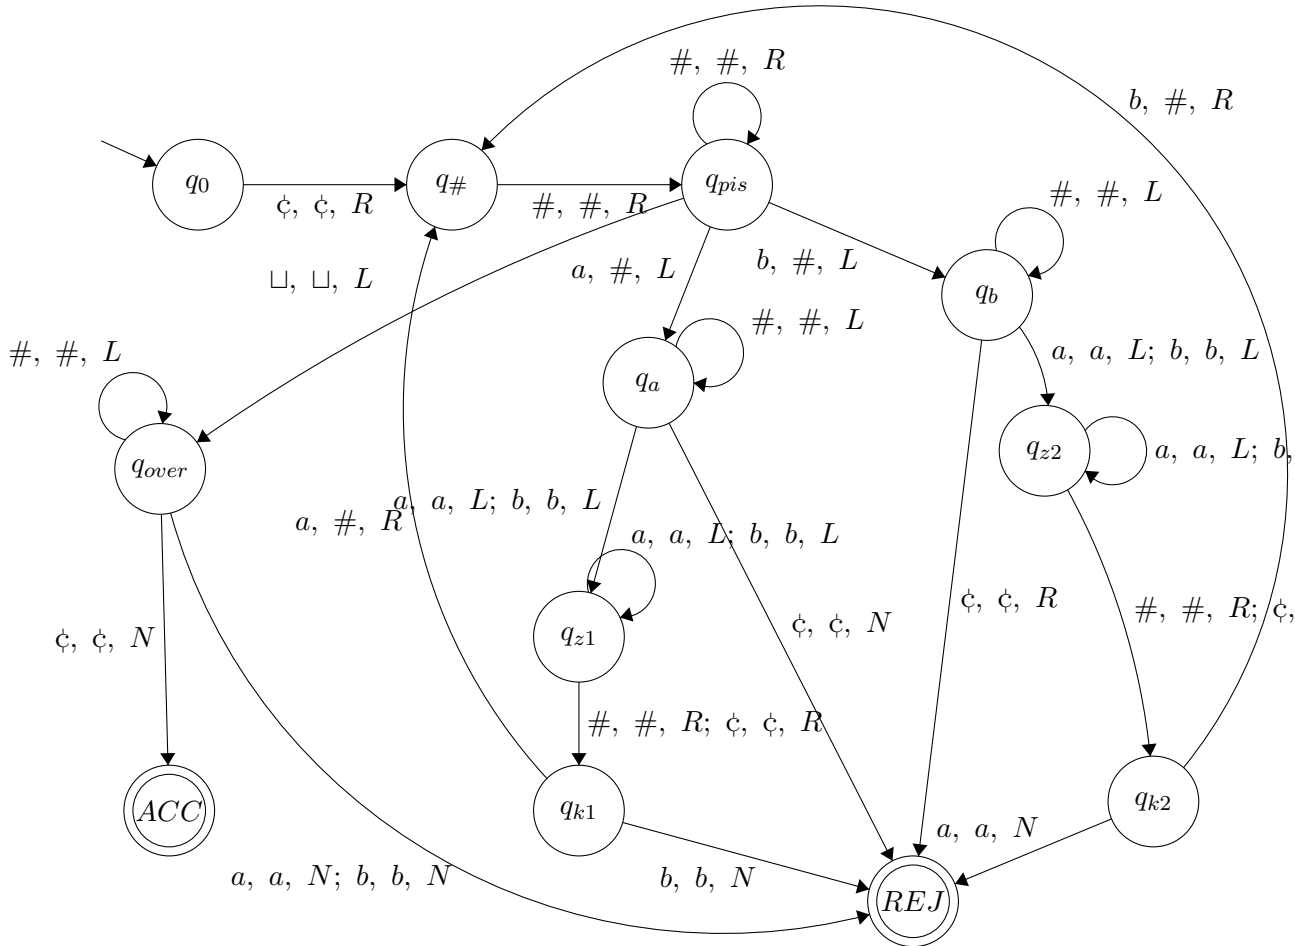 #, #, R
b, #, R
q0
q#
qpis
¢, ¢, R
#, #, R
#, #, L
⊔, ⊔, L
a, #, L
b, #, L
qb
#, #, L
#, #, L
a, a, L; b, b, L
qa
qover
qz2
a, a, L; b,
a, a, L; b, b, L
a, #, R
a, a, L; b, b, L
¢, ¢, N
qz1
¢, ¢, N
¢, ¢, R
#, #, R; ¢,
#, #, R; ¢, ¢, R
ACC
qk1
qk2
a, a, N
a, a, N; b, b, N
b, b, N
REJ